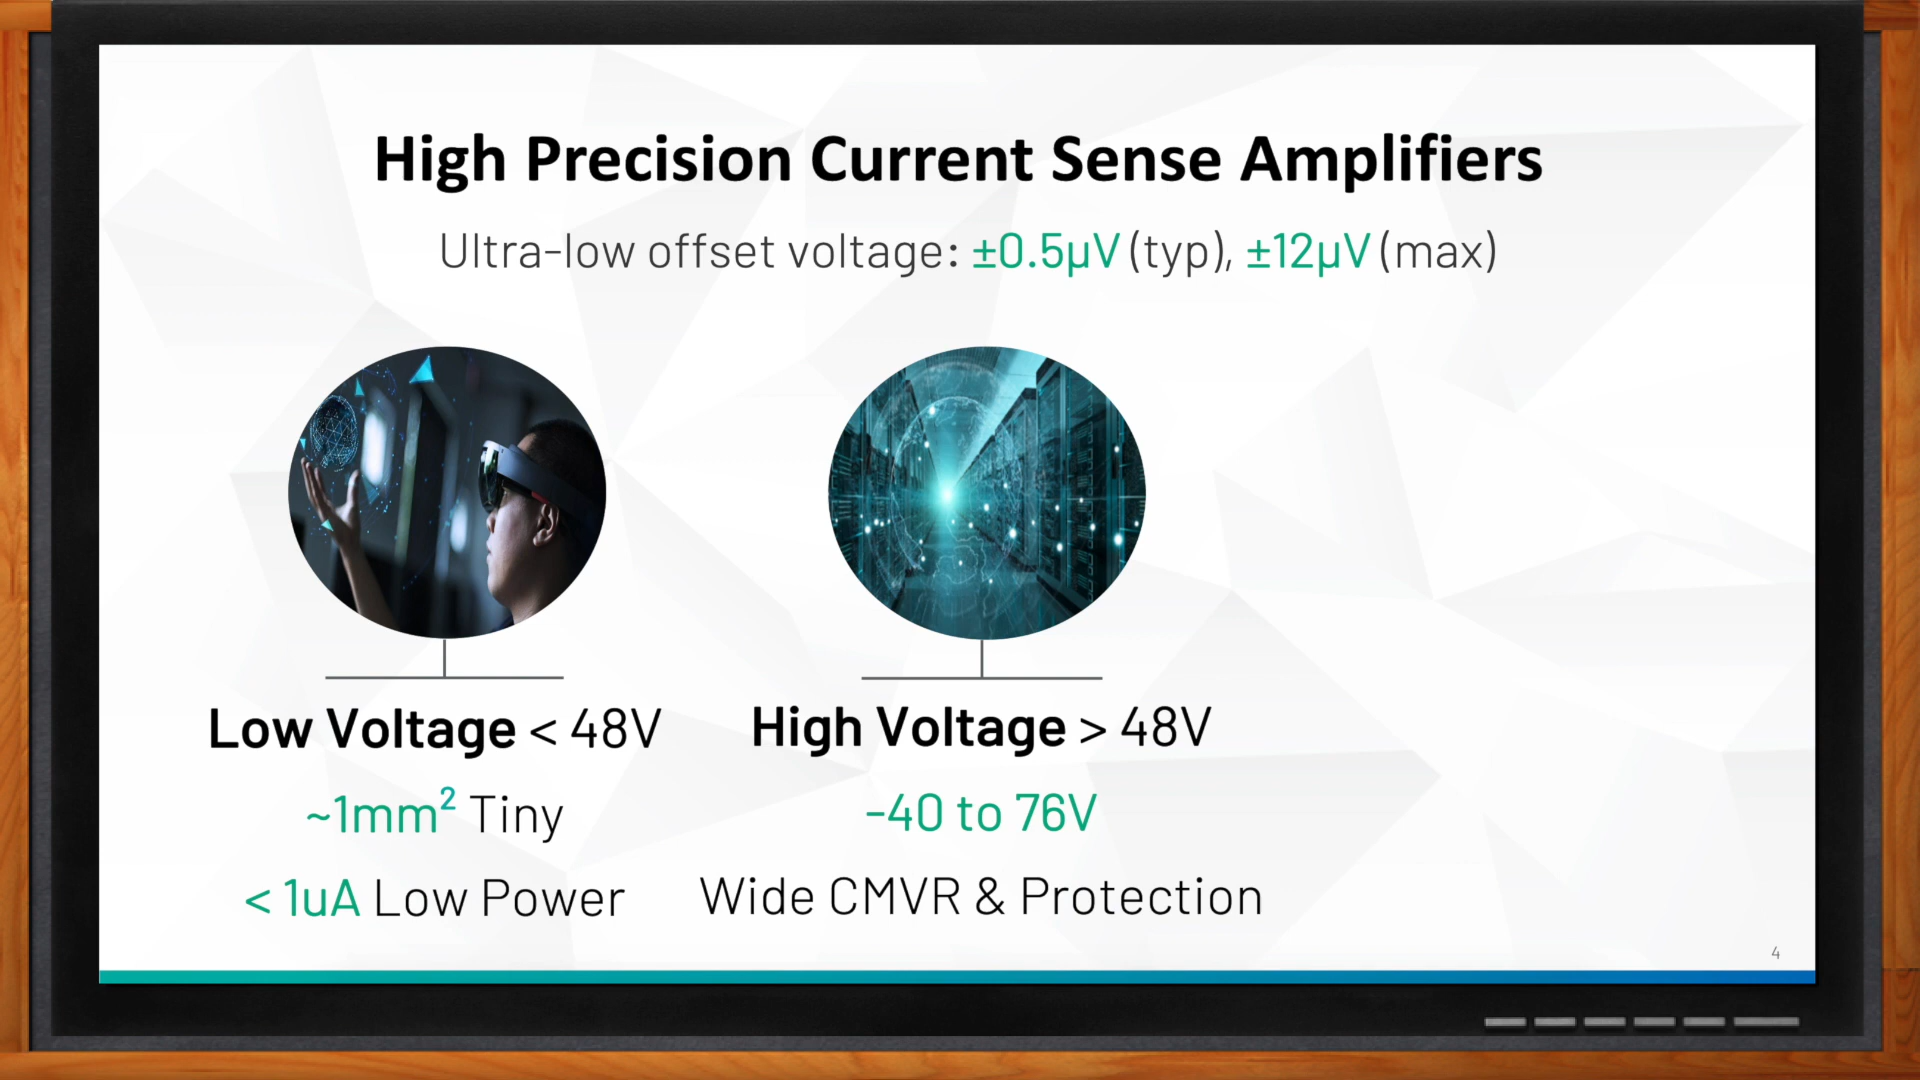 High Precision Current Sense Amplifiers
Ultra-low offset voltage: ±0.5µV (typ), ±12µV (max)
Low Voltage < 48V
~1mm² Tiny
< 1uA Low Power
High Voltage > 48V
-40 to 76V
Wide CMVR & Protection
4